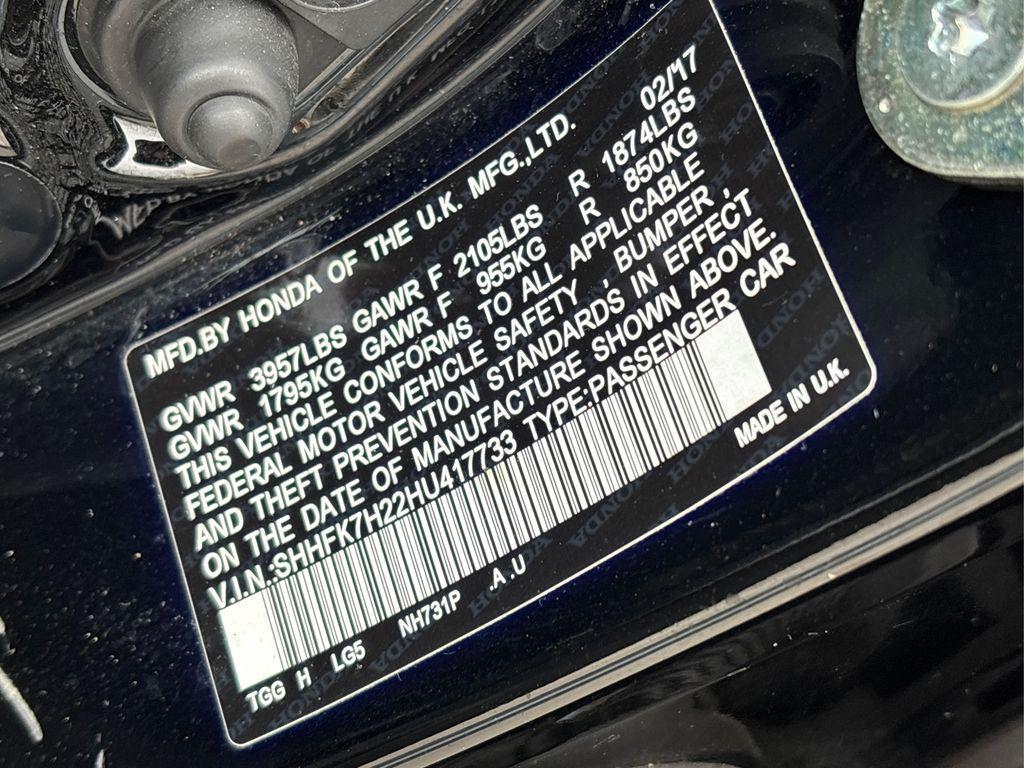 MFD.BY HONDA OF THE U.K. MFG.,LTD. 02/17
GVWR 3957LBS GAWR F 2105LBS R 1874LBS
GVWR 1795KG GAWR F 955KG R 850KG
THIS VEHICLE CONFORMS TO ALL APPLICABLE
FEDERAL MOTOR VEHICLE SAFETY , BUMPER ,
AND THEFT PREVENTION STANDARDS IN EFFECT
ON THE DATE OF MANUFACTURE SHOWN ABOVE.
V.I.N.:SHHFK7H22HU417733 TYPE:PASSENGER CAR
TGG H LG5 NH731P .A .U MADE IN U.K.